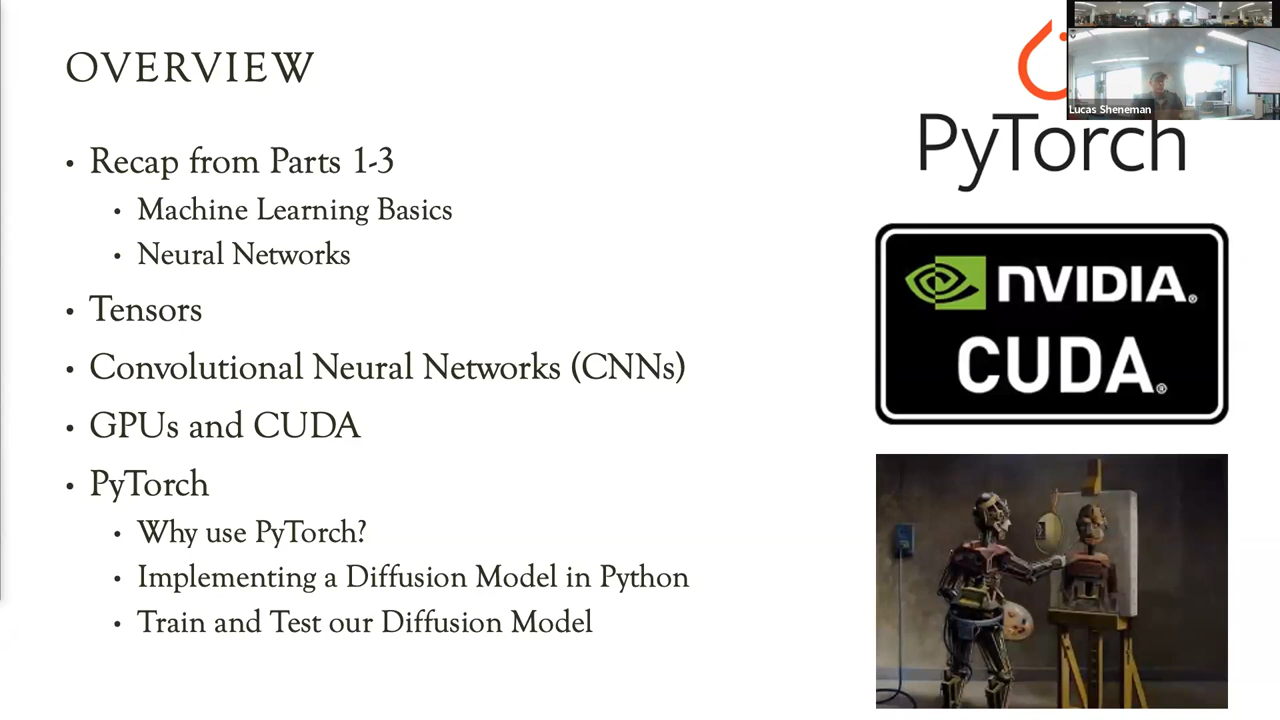 OVERVIEW
• Recap from Parts 1-3
• Machine Learning Basics
• Neural Networks
• Tensors
• Convolutional Neural Networks (CNNs)
• GPUs and CUDA
• PyTorch
• Why use PyTorch?
• Implementing a Diffusion Model in Python
• Train and Test our Diffusion Model
Lucas Sheneman
PyTorch
NVIDIA®
CUDA®